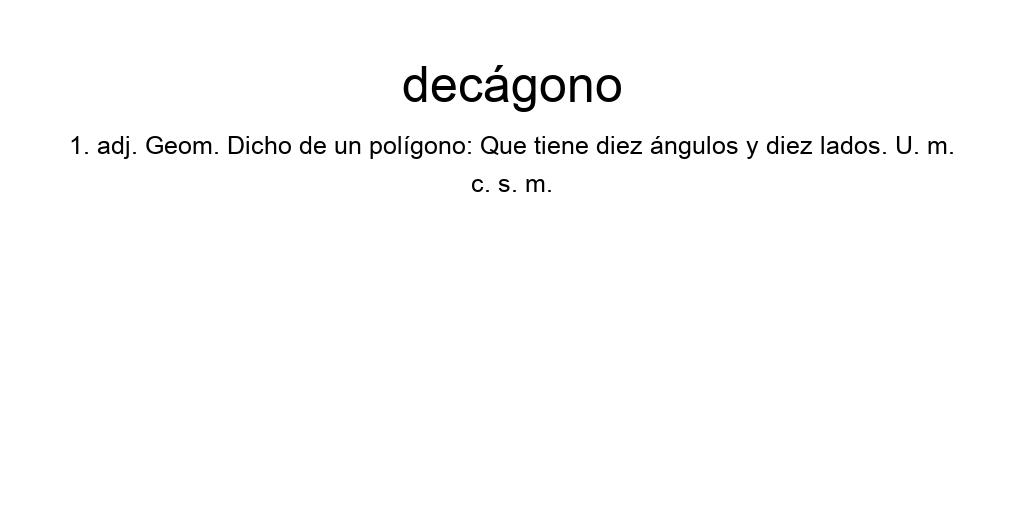 decágono
1. adj. Geom. Dicho de un polígono: Que tiene diez ángulos y diez lados. U. m.
c. s. m.